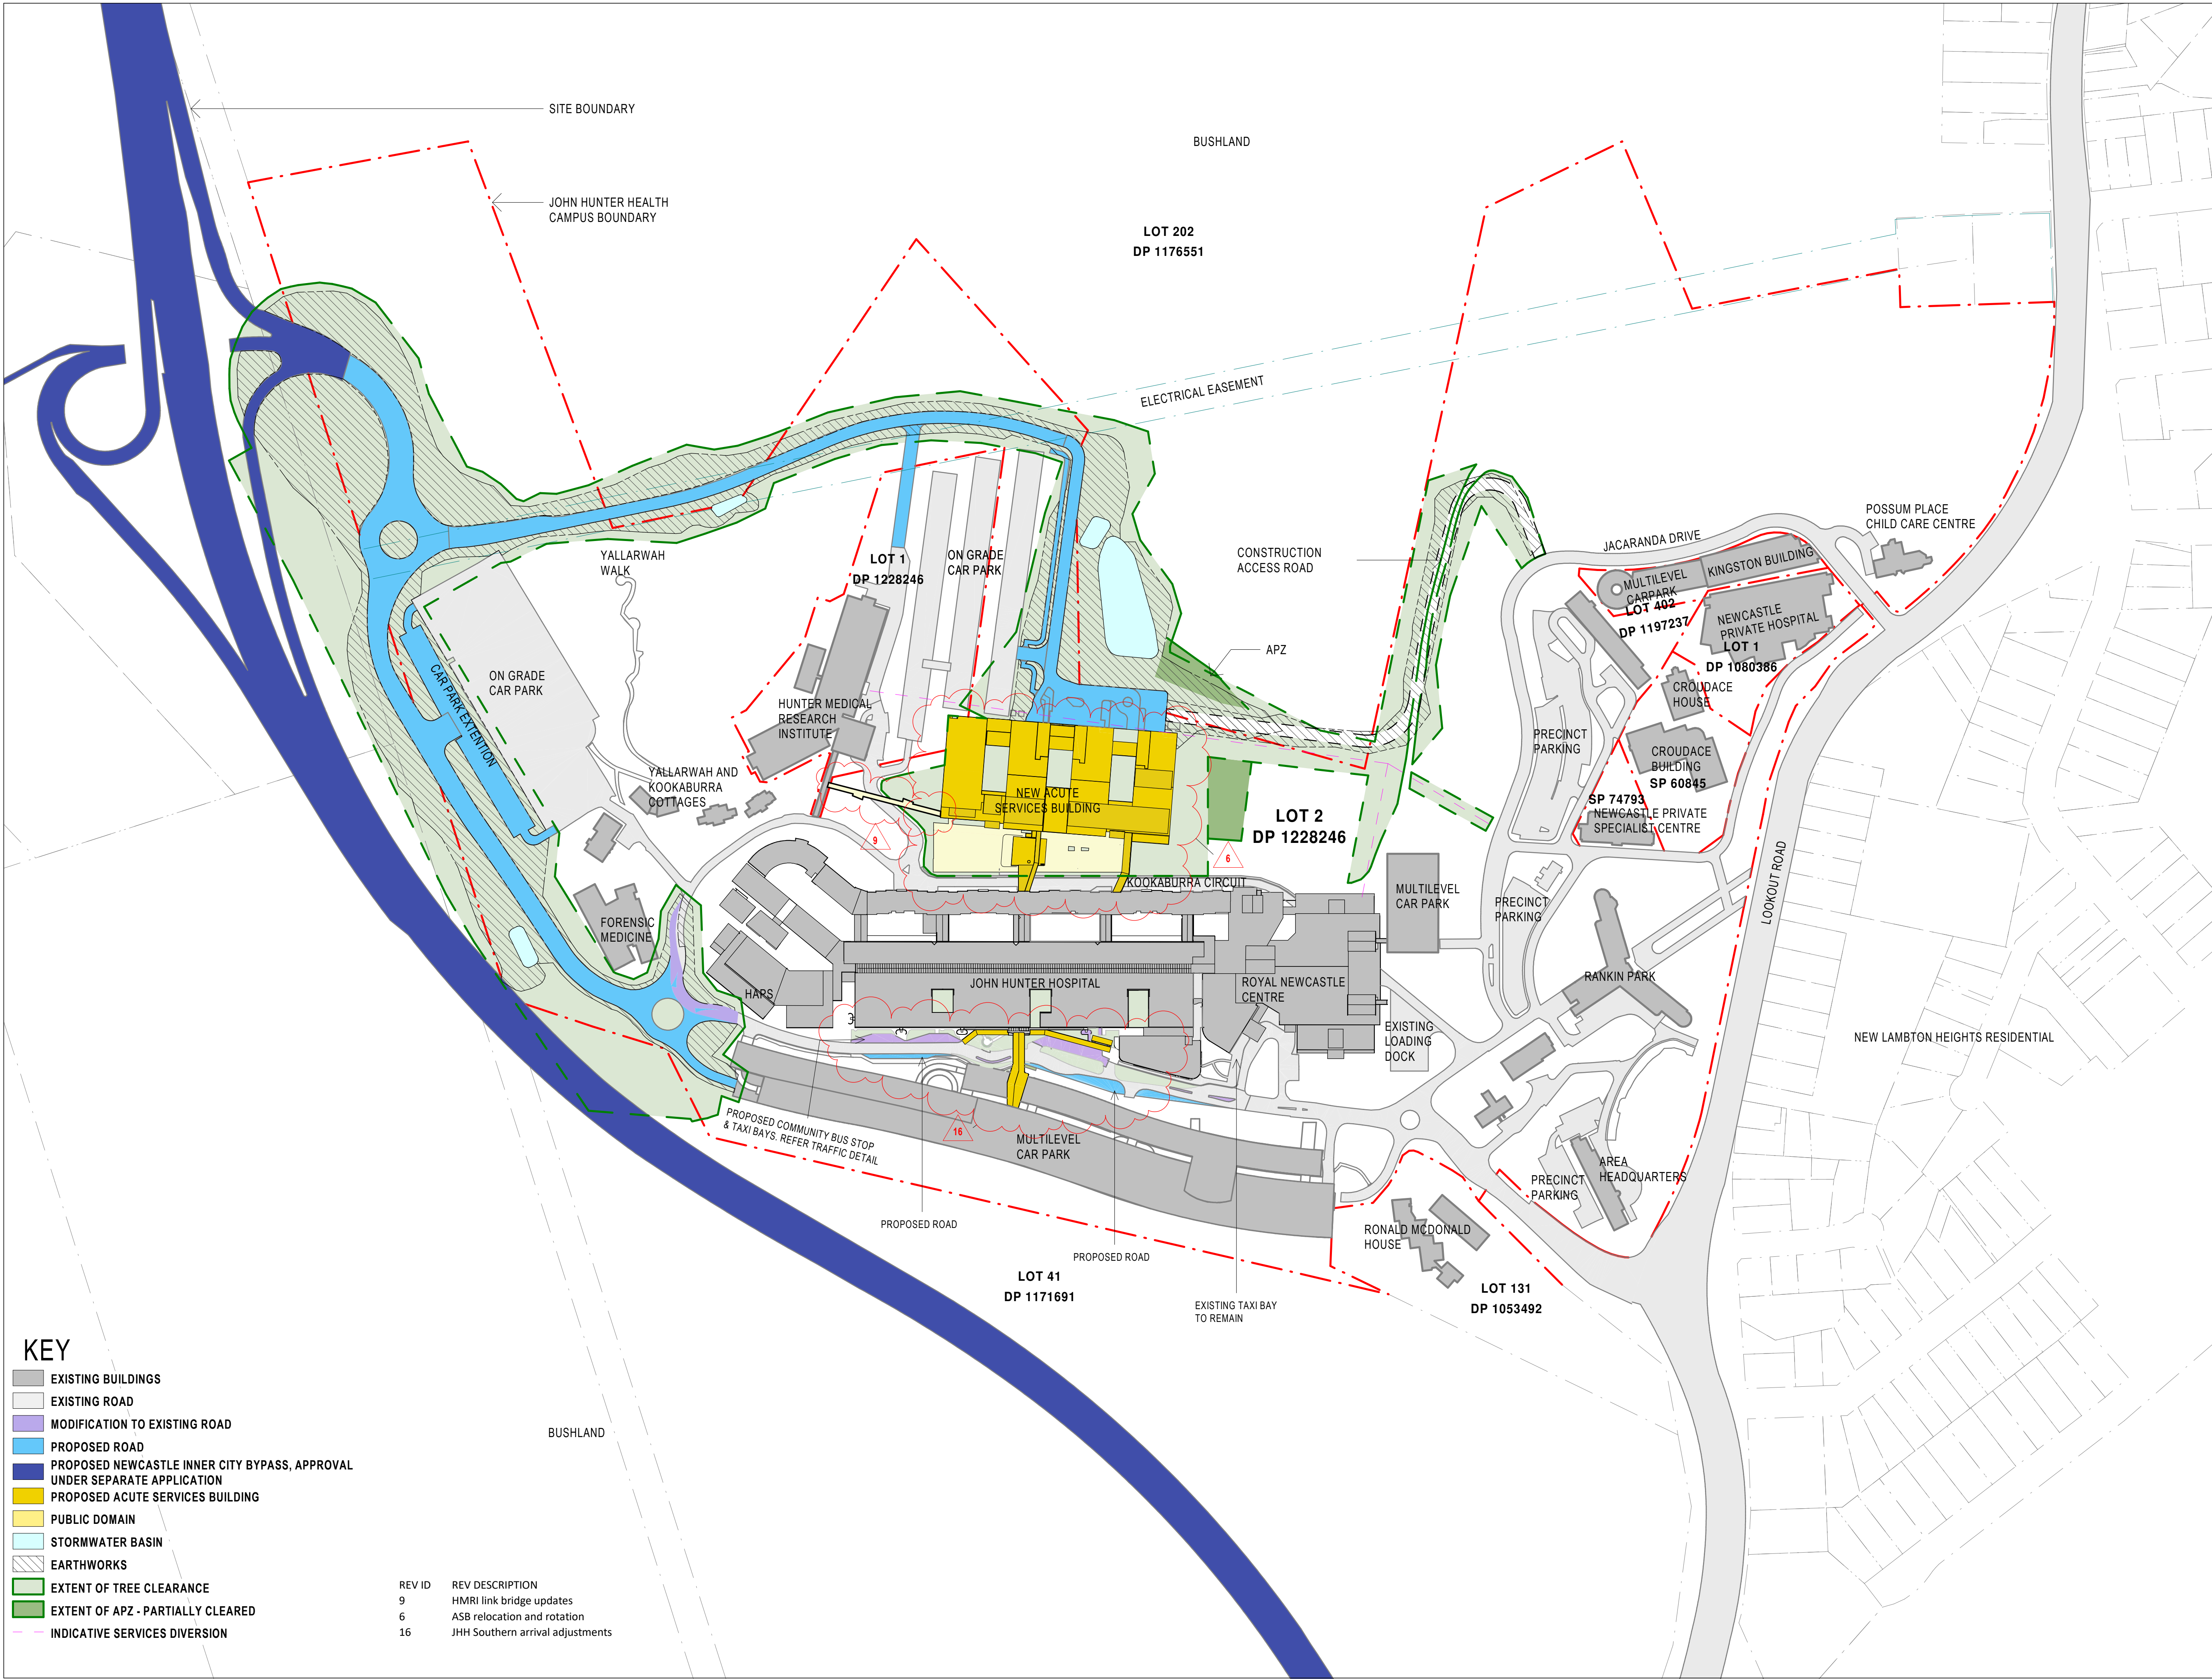 SITE BOUNDARY
BUSHLAND
JOHN HUNTER HEALTH
CAMPUS BOUNDARY
LOT 202
DP 1176551
ELECTRICAL EASEMENT
POSSUM PLACE
CHILD CARE CENTRE
JACARANDA DRIVE
CONSTRUCTION
ACCESS ROAD
KINGSTON BUILDING
MULTILEVEL
CARPARK
LOT 402
DP 1197237
NEWCASTLE
PRIVATE HOSPITAL
LOT 1
DP 1080386
YALLARWAH
WALK
LOT 1
DP 1228246
ON GRADE
CAR PARK
APZ
ON GRADE
CAR PARK
CAR PARK EXTENTION
HUNTER MEDICAL
RESEARCH
INSTITUTE
CROUDACE
HOUSE
PRECINCT
PARKING
CROUDACE
BUILDING
SP 60845
YALLARWAH AND
KOOKABURRA
COTTAGES
NEW ACUTE
SERVICES BUILDING
SP 74793
NEWCASTLE PRIVATE
SPECIALIST CENTRE
LOT 2
DP 1228246
9
6
KOOKABURRA CIRCUIT
MULTILEVEL
CAR PARK
PRECINCT
PARKING
LOOKOUT ROAD
FORENSIC
MEDICINE
RANKIN PARK
HAPS
JOHN HUNTER HOSPITAL
ROYAL NEWCASTLE
CENTRE
EXISTING
LOADING
DOCK
NEW LAMBTON HEIGHTS RESIDENTIAL
PROPOSED COMMUNITY BUS STOP
& TAXI BAYS. REFER TRAFFIC DETAIL
16
MULTILEVEL
CAR PARK
AREA
HEADQUARTERS
PRECINCT
PARKING
PROPOSED ROAD
RONALD MCDONALD
HOUSE
PROPOSED ROAD
LOT 41
DP 1171691
LOT 131
DP 1053492
EXISTING TAXI BAY
TO REMAIN
BUSHLAND
KEY
EXISTING BUILDINGS
EXISTING ROAD
MODIFICATION TO EXISTING ROAD
PROPOSED ROAD
PROPOSED NEWCASTLE INNER CITY BYPASS, APPROVAL
UNDER SEPARATE APPLICATION
PROPOSED ACUTE SERVICES BUILDING
PUBLIC DOMAIN
STORMWATER BASIN
EARTHWORKS
EXTENT OF TREE CLEARANCE
EXTENT OF APZ - PARTIALLY CLEARED
INDICATIVE SERVICES DIVERSION
REV ID REV DESCRIPTION
9 HMRI link bridge updates
6 ASB relocation and rotation
16 JHH Southern arrival adjustments